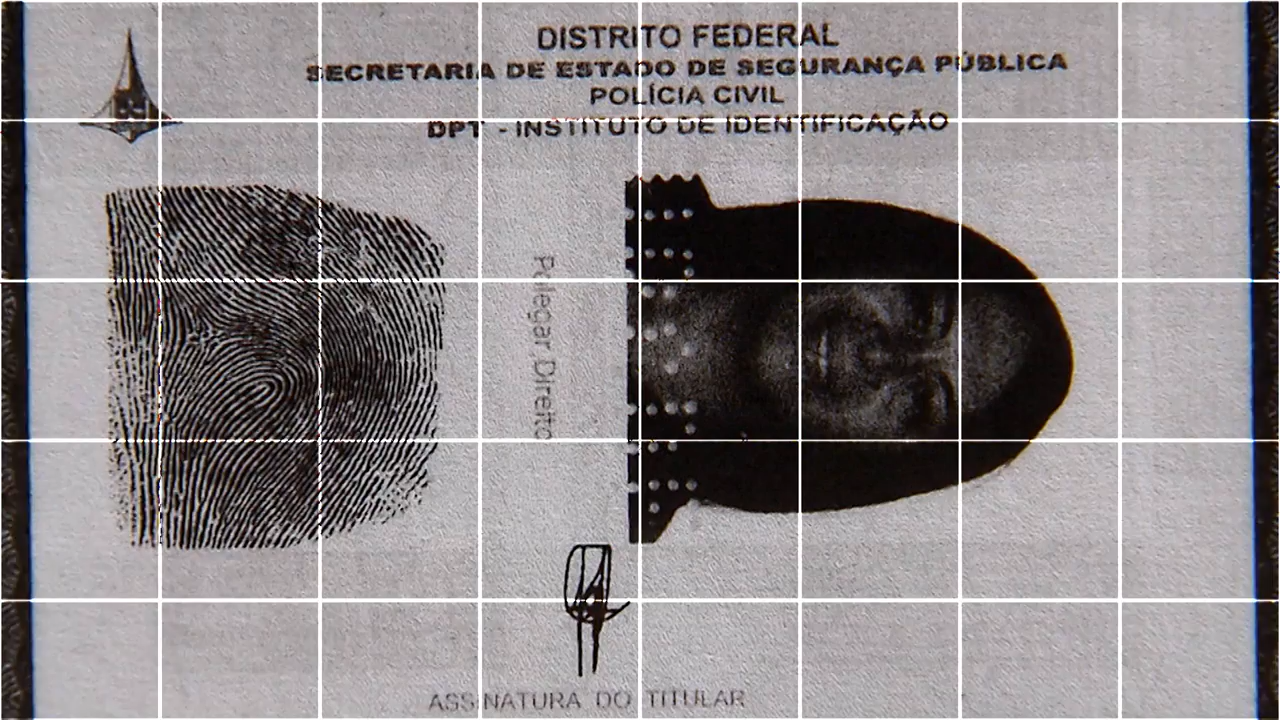 DISTRITO FEDERAL
SECRETARIA DE ESTADO DE SEGURANÇA PÚBLICA
POLÍCIA CIVIL
DPT - INSTITUTO DE IDENTIFICAÇÃO
Polegar Direito
ASSINATURA DO TITULAR